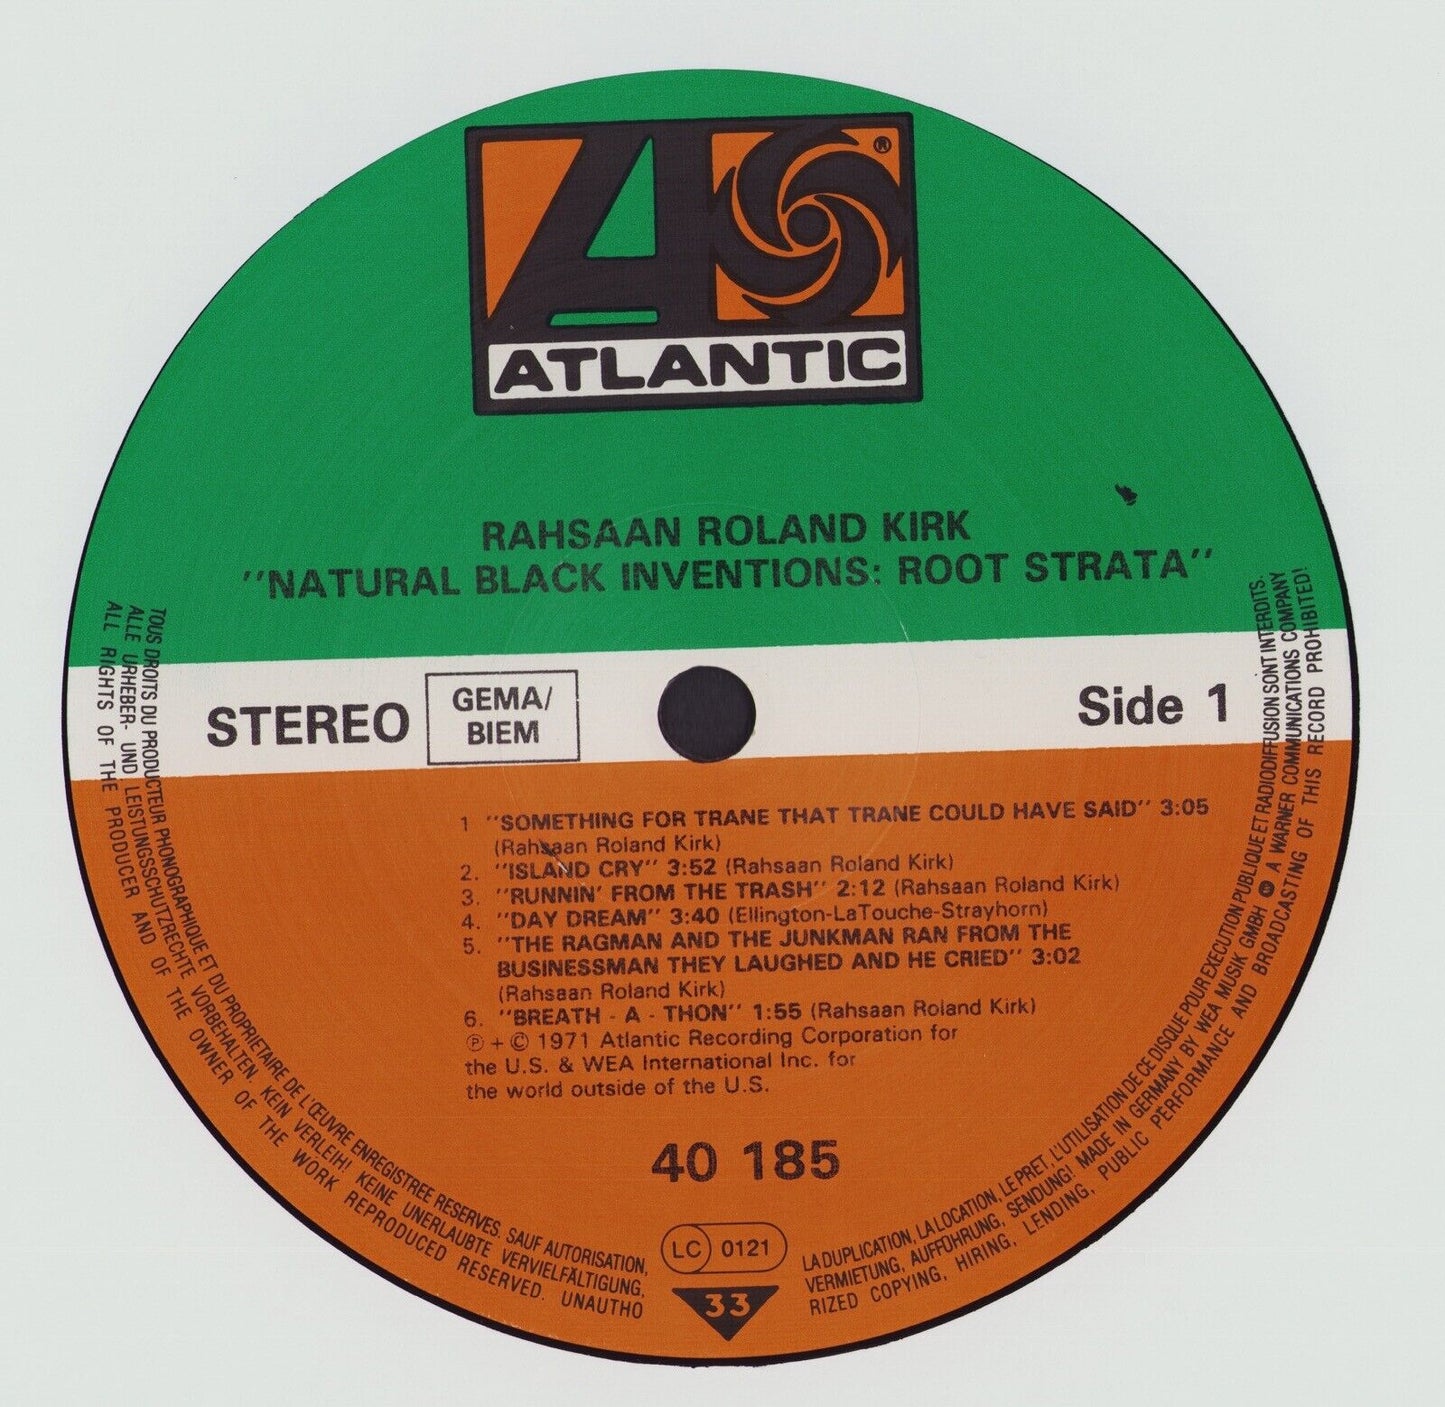 ®
ATLANTIC
RAHSAAN ROLAND KIRK
"NATURAL BLACK INVENTIONS: ROOT STRATA"
STEREO
GEMA/
BIEM
Side 1
1 "SOMETHING FOR TRANE THAT TRANE COULD HAVE SAID" 3:05
(Rahsaan Roland Kirk)
2. "ISLAND CRY" 3:52 (Rahsaan Roland Kirk)
3. "RUNNIN' FROM THE TRASH" 2:12 (Rahsaan Roland Kirk)
4. "DAY DREAM" 3:40 (Ellington-LaTouche-Strayhorn)
5. "THE RAGMAN AND THE JUNKMAN RAN FROM THE
BUSINESSMAN THEY LAUGHED AND HE CRIED" 3:02
(Rahsaan Roland Kirk)
6. "BREATH - A - THON" 1:55 (Rahsaan Roland Kirk)
℗ + © 1971 Atlantic Recording Corporation for
the U.S. & WEA International Inc. for
the world outside of the U.S.
40 185
LC 0121
33
TOUS DROITS DU PRODUCTEUR PHONOGRAPHIQUE ET DU PROPRIETAIRE DE L'ŒUVRE ENREGISTREE RESERVES. SAUF AUTORISATION, LA DUPLICATION, LA LOCATION, LE PRET, L'UTILISATION DE CE DISQUE POUR EXECUTION PUBLIQUE ET RADIODIFFUSION SONT INTERDITS.
ALLE URHEBER- UND LEISTUNGSSCHUTZRECHTE VORBEHALTEN. KEIN VERLEIH! KEINE UNERLAUBTE VERVIELFÄLTIGUNG, VERMIETUNG, AUFFÜHRUNG, SENDUNG! MADE IN GERMANY BY WEA MUSIK GMBH A WARNER COMMUNICATIONS COMPANY
ALL RIGHTS OF THE PRODUCER AND OF THE OWNER OF THE WORK REPRODUCED RESERVED. UNAUTHORIZED COPYING, HIRING, LENDING, PUBLIC PERFORMANCE AND BROADCASTING OF THIS RECORD PROHIBITED!